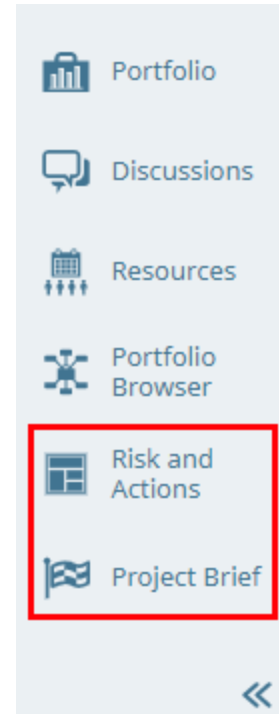 Portfolio
Discussions
Resources
Portfolio
Browser
Risk and
Actions
Project Brief